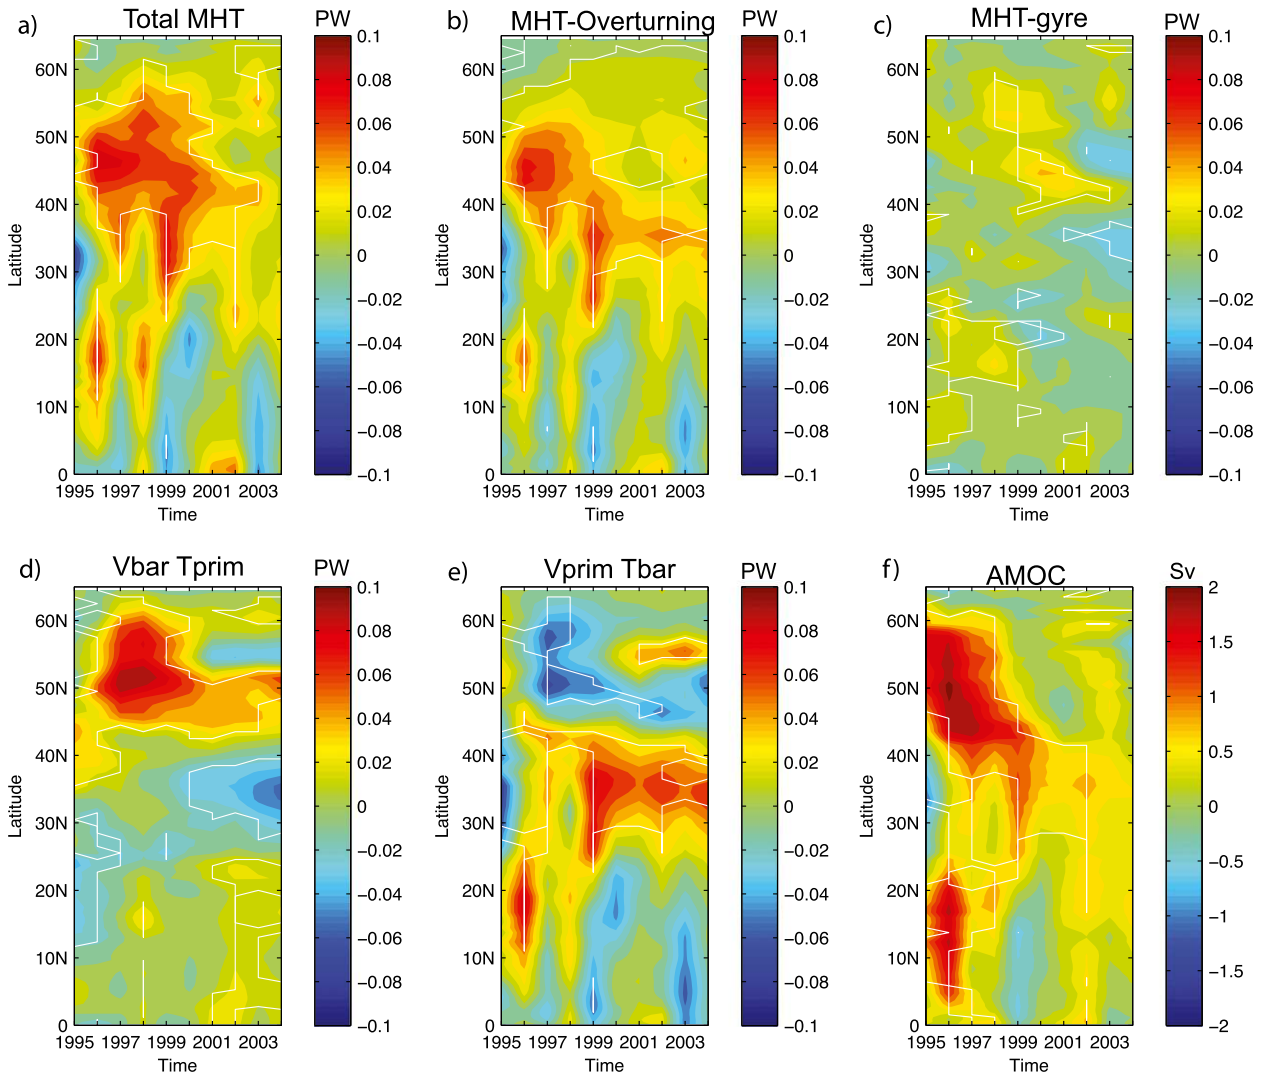 a) Total MHT PW
0.1
0.08
0.06
0.04
0.02
0
−0.02
−0.04
−0.06
−0.08
−0.1
60N
50N
40N
30N
20N
10N
0
Latitude
1995 1997 1999 2001 2003
Time
b) MHT-Overturning PW
0.1
0.08
0.06
0.04
0.02
0
−0.02
−0.04
−0.06
−0.08
−0.1
60N
50N
40N
30N
20N
10N
0
Latitude
1995 1997 1999 2001 2003
Time
c) MHT-gyre PW
0.1
0.08
0.06
0.04
0.02
0
−0.02
−0.04
−0.06
−0.08
−0.1
60N
50N
40N
30N
20N
10N
0
Latitude
1995 1997 1999 2001 2003
Time
d) Vbar Tprim PW
0.1
0.08
0.06
0.04
0.02
0
−0.02
−0.04
−0.06
−0.08
−0.1
60N
50N
40N
30N
20N
10N
0
Latitude
1995 1997 1999 2001 2003
Time
e) Vprim Tbar PW
0.1
0.08
0.06
0.04
0.02
0
−0.02
−0.04
−0.06
−0.08
−0.1
60N
50N
40N
30N
20N
10N
0
Latitude
1995 1997 1999 2001 2003
Time
f) AMOC Sv
2
1.5
1
0.5
0
−0.5
−1
−1.5
−2
60N
50N
40N
30N
20N
10N
0
Latitude
1995 1997 1999 2001 2003
Time